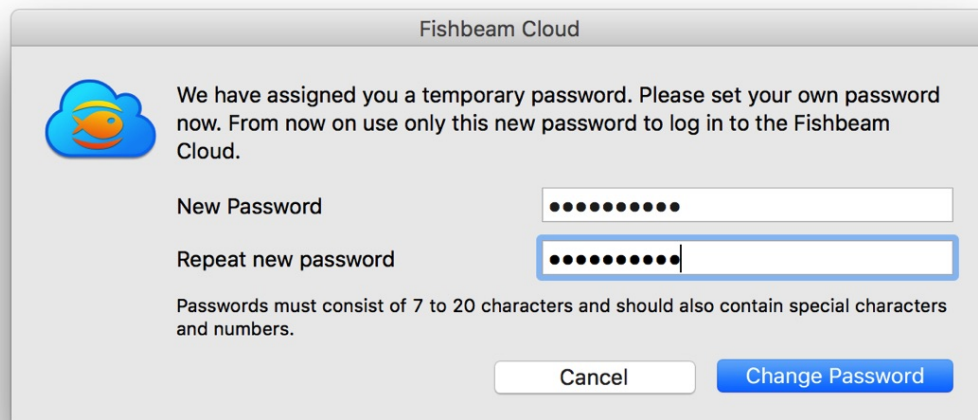 Fishbeam Cloud
We have assigned you a temporary password. Please set your own password
now. From now on use only this new password to log in to the Fishbeam
Cloud.
New Password ●●●●●●●●●●
Repeat new password ●●●●●●●●●●
Passwords must consist of 7 to 20 characters and should also contain special characters
and numbers.
Cancel Change Password